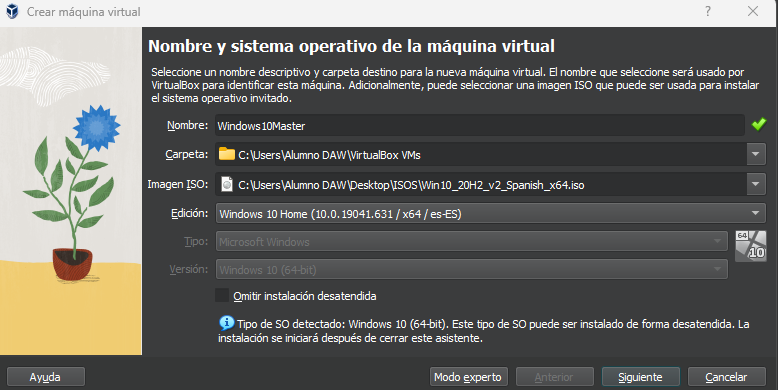 Crear máquina virtual
?
Nombre y sistema operativo de la máquina virtual
Seleccione un nombre descriptivo y carpeta destino para la nueva máquina virtual. El nombre que seleccione será usado por
VirtualBox para identificar esta máquina. Adicionalmente, puede seleccionar una imagen ISO que puede ser usada para instalar
el sistema operativo invitado.
Nombre: Windows10Master
Carpeta: C:\Users\Alumno DAW\VirtualBox VMs
Imagen ISO: C:\Users\Alumno DAW\Desktop\ISOS\Win10_20H2_v2_Spanish_x64.iso
Edición: Windows 10 Home (10.0.19041.631 / x64 / es-ES)
Tipo: Microsoft Windows
64
10
Versión: Windows 10 (64-bit)
Omitir instalación desatendida
Tipo de SO detectado: Windows 10 (64-bit). Este tipo de SO puede ser instalado de forma desatendida. La
instalación se iniciará después de cerrar este asistente.
Ayuda Modo experto Anterior Siguiente Cancelar